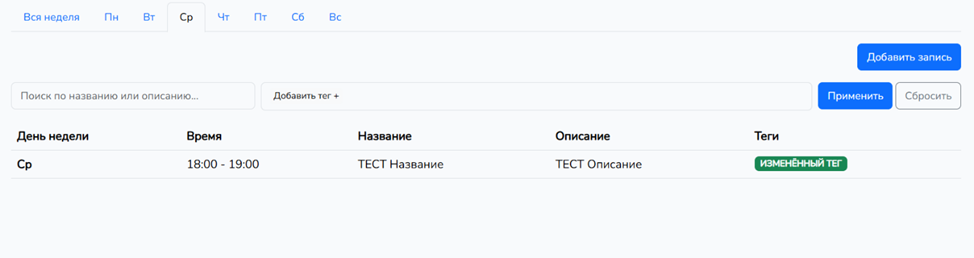 Вся неделя Пн Вт Ср Чт Пт Сб Вс
Добавить запись
Поиск по названию или описанию... Добавить тег + Применить Сбросить
День недели Время Название Описание Теги
Ср 18:00 - 19:00 ТЕСТ Название ТЕСТ Описание ИЗМЕНЁННЫЙ ТЕГ